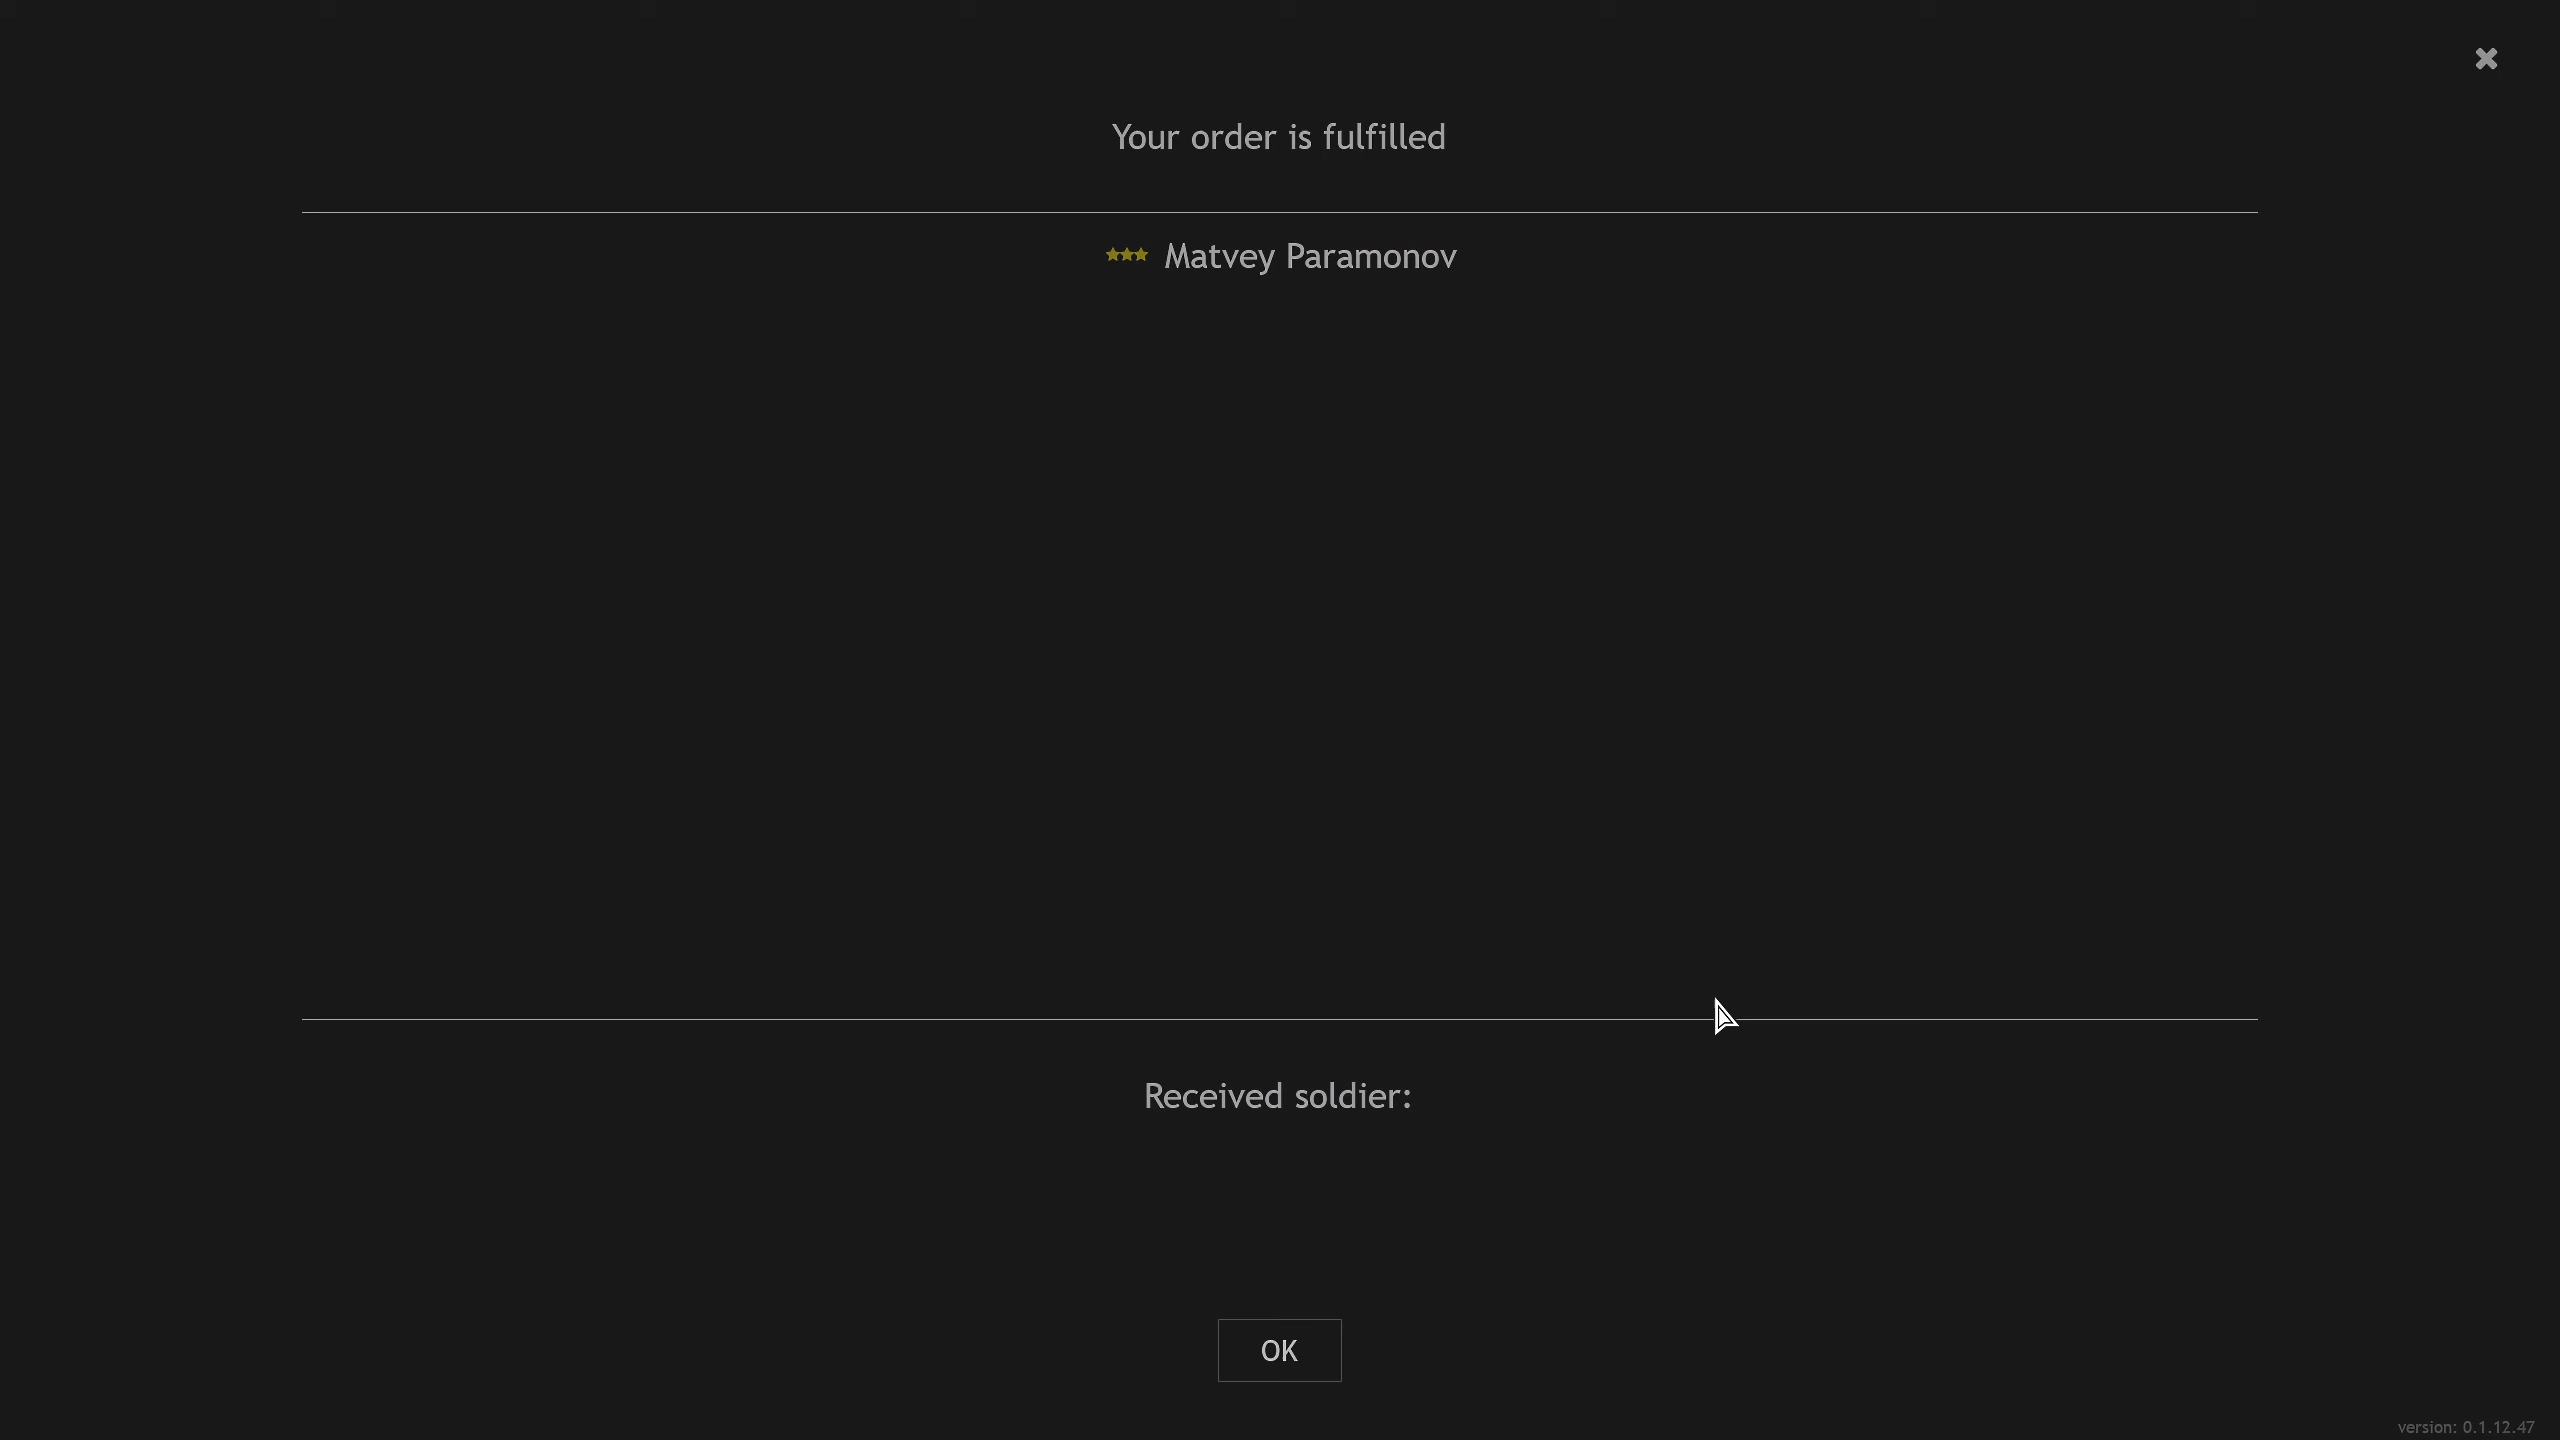 Your order is fulfilled
Matvey Paramonov
Received soldier:
OK
version: 0.1.12.47